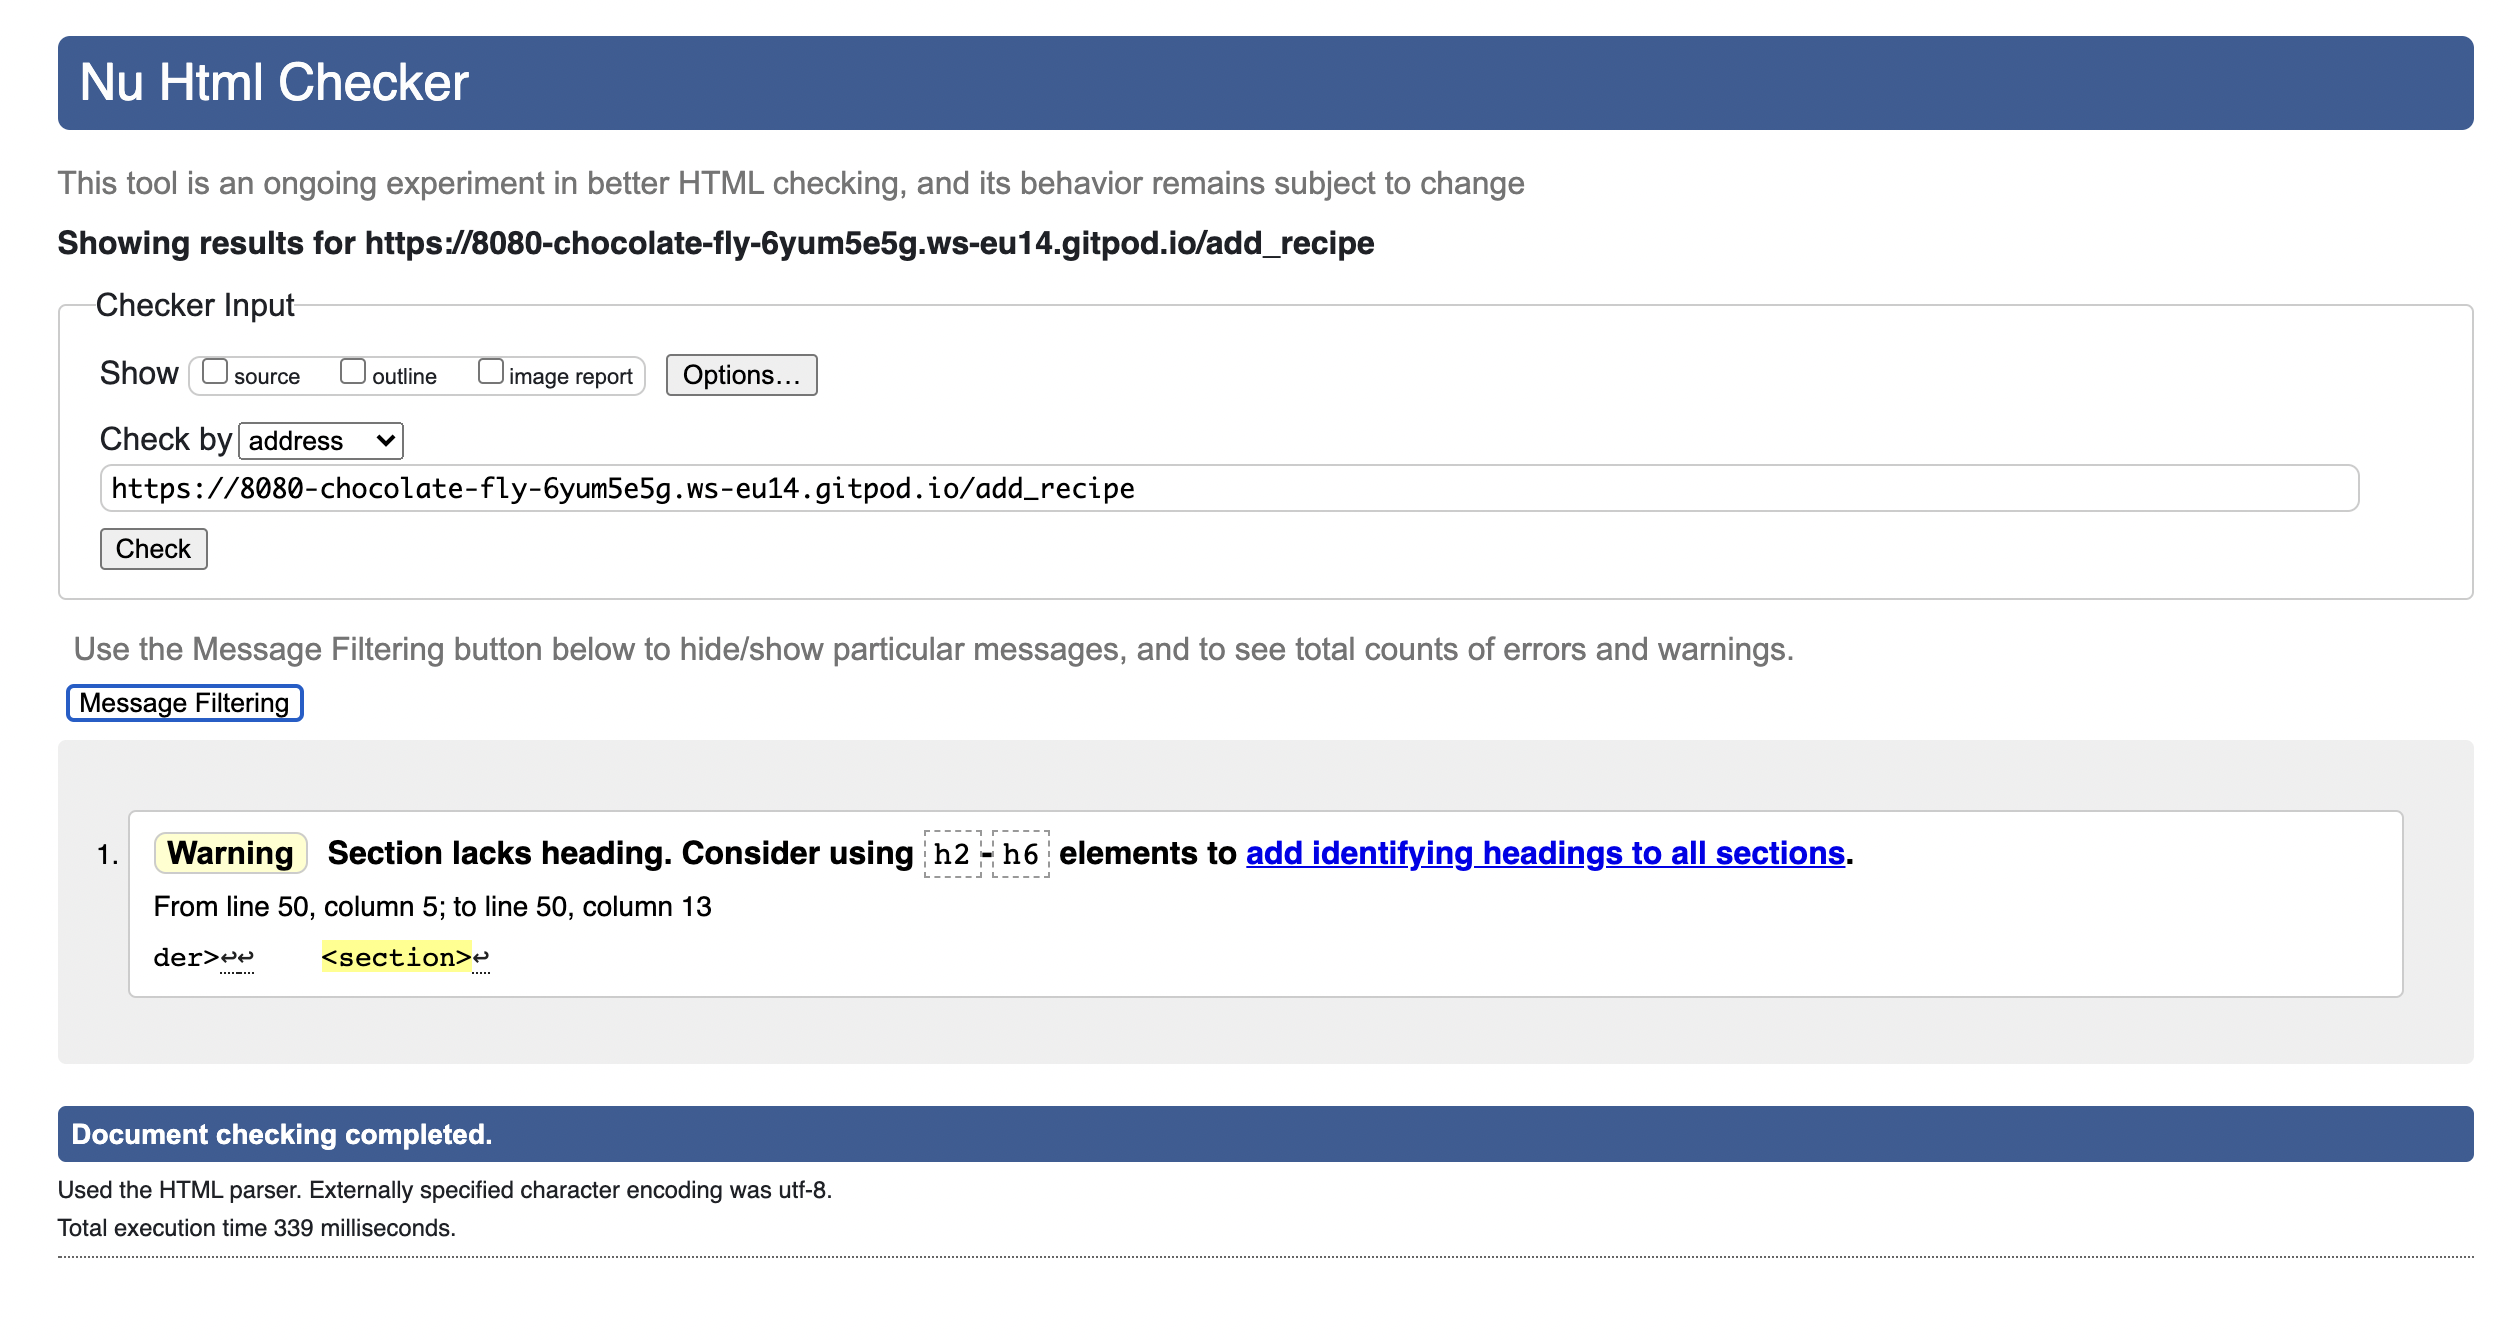 Nu Html Checker
This tool is an ongoing experiment in better HTML checking, and its behavior remains subject to change
Showing results for https://8080-chocolate-fly-6yum5e5g.ws-eu14.gitpod.io/add_recipe
Checker Input
Show source outline image report Options...
Check by address
https://8080-chocolate-fly-6yum5e5g.ws-eu14.gitpod.io/add_recipe
Check
Use the Message Filtering button below to hide/show particular messages, and to see total counts of errors and warnings.
Message Filtering
1. Warning Section lacks heading. Consider using h2-h6 elements to add identifying headings to all sections.
From line 50, column 5; to line 50, column 13
der>↩↩ <section>↩
Document checking completed.
Used the HTML parser. Externally specified character encoding was utf-8.
Total execution time 339 milliseconds.